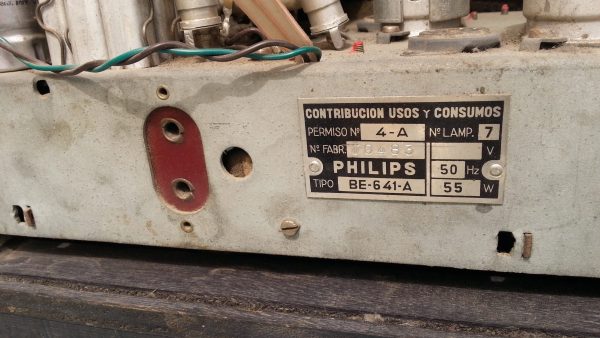 CONTRIBUCION USOS Y CONSUMOS
PERMISO Nº 4-A Nº LAMP. 7
Nº FABR. V
PHILIPS 50 Hz
TIPO BE-641-A 55 W